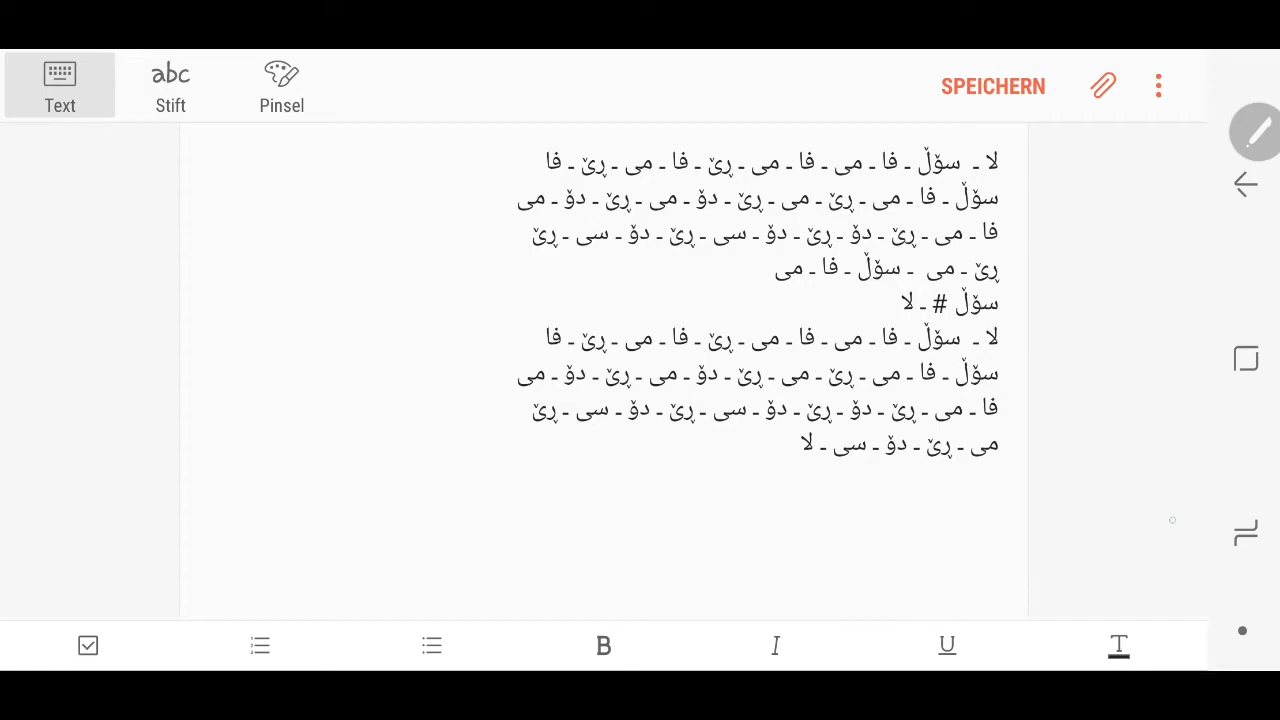 Text
abc
Stift
Pinsel
SPEICHERN
لا ـ سۆڵ ـ فا ـ می ـ فا ـ می ـ ڕێ ـ فا ـ می ـ ڕێ ـ فا
سۆڵ ـ فا ـ می ـ ڕێ ـ می ـ ڕێ ـ دۆ ـ می ـ ڕێ ـ دۆ ـ می
فا ـ می ـ ڕێ ـ دۆ ـ ڕێ ـ دۆ ـ سی ـ ڕێ ـ دۆ ـ سی ـ ڕێ
ڕێ ـ می ـ سۆڵ ـ فا ـ می
سۆڵ # ـ لا
لا ـ سۆڵ ـ فا ـ می ـ فا ـ می ـ ڕێ ـ فا ـ می ـ ڕێ ـ فا
سۆڵ ـ فا ـ می ـ ڕێ ـ می ـ ڕێ ـ دۆ ـ می ـ ڕێ ـ دۆ ـ می
فا ـ می ـ ڕێ ـ دۆ ـ ڕێ ـ دۆ ـ سی ـ ڕێ ـ دۆ ـ سی ـ ڕێ
می ـ ڕێ ـ دۆ ـ سی ـ لا
B I U T